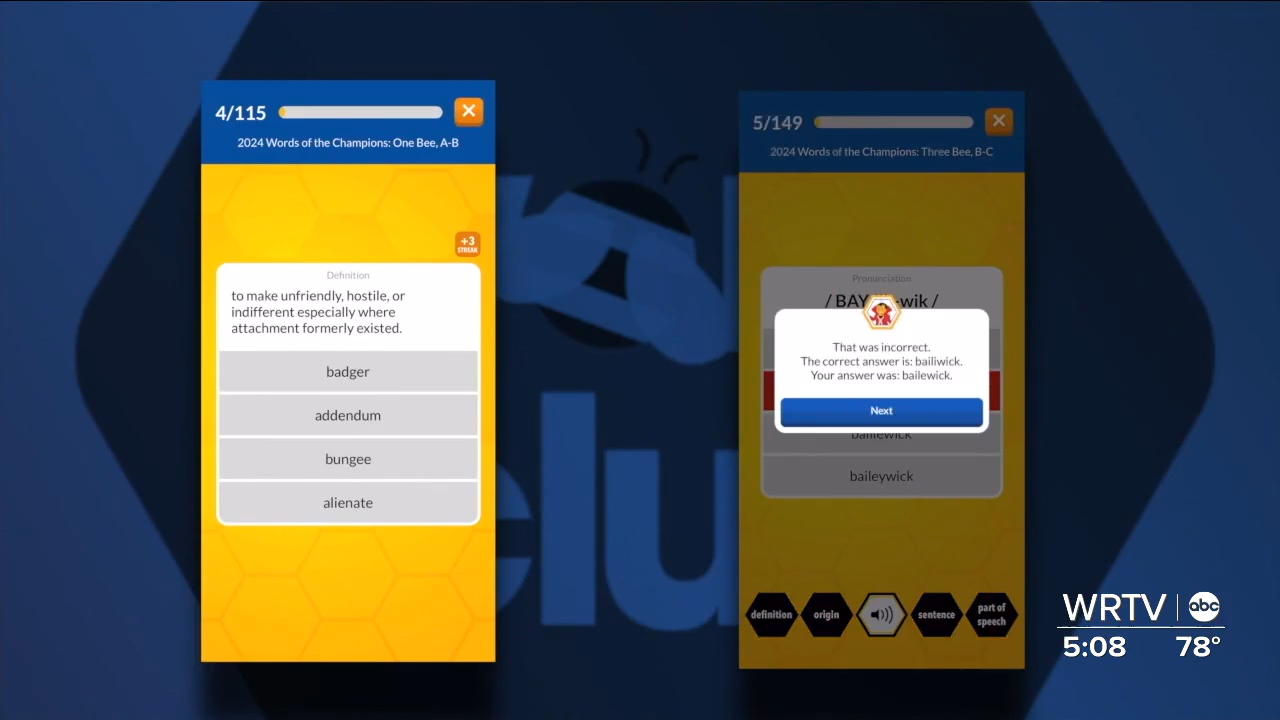 4/115
2024 Words of the Champions: One Bee, A-B
+3
STREAK
Definition
to make unfriendly, hostile, or
indifferent especially where
attachment formerly existed.
badger
addendum
bungee
alienate
5/149
2024 Words of the Champions: Three Bee, B-C
Pronunciation
/ BAY -wik /
That was incorrect.
The correct answer is: bailiwick.
Your answer was: bailewick.
Next
baileywick
definition
origin
sentence
part of
speech
clu
WRTV abc
5:08 78°